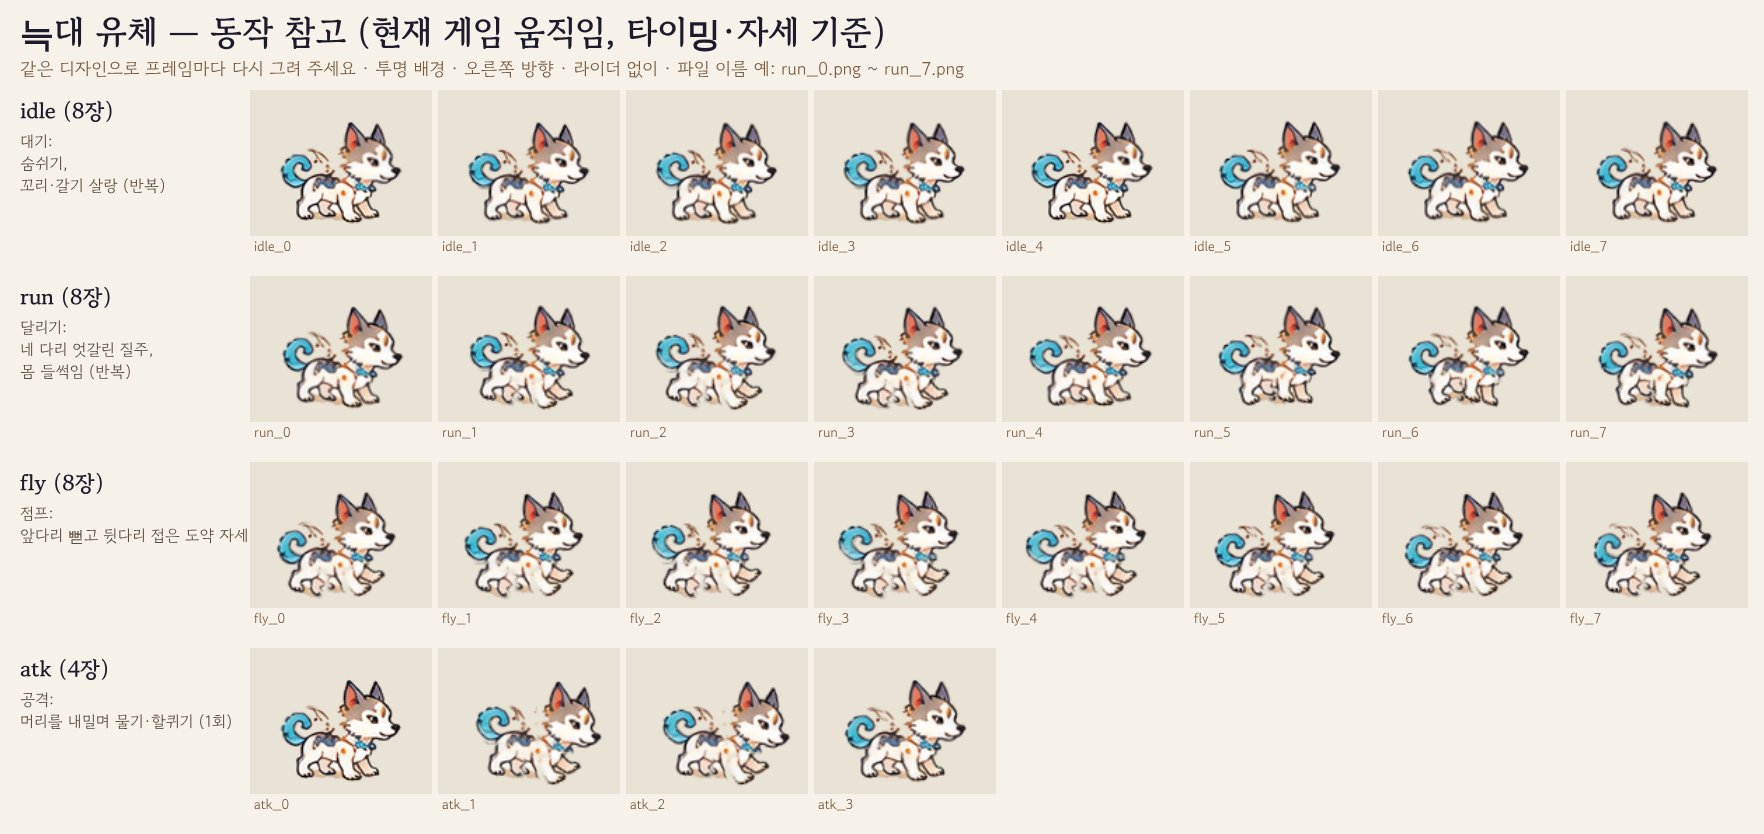 늑대 유체 — 동작 참고 (현재 게임 움직임, 타이밍·자세 기준)
같은 디자인으로 프레임마다 다시 그려 주세요 · 투명 배경 · 오른쪽 방향 · 라이더 없이 · 파일 이름 예: run_0.png ~ run_7.png
idle (8장)
대기:
숨쉬기,
꼬리·갈기 살랑 (반복)
idle_0
idle_1
idle_2
idle_3
idle_4
idle_5
idle_6
idle_7
run (8장)
달리기:
네 다리 엇갈린 질주,
몸 들썩임 (반복)
run_0
run_1
run_2
run_3
run_4
run_5
run_6
run_7
fly (8장)
점프:
앞다리 뻗고 뒷다리 접은 도약 자세
fly_0
fly_1
fly_2
fly_3
fly_4
fly_5
fly_6
fly_7
atk (4장)
공격:
머리를 내밀며 물기·할퀴기 (1회)
atk_0
atk_1
atk_2
atk_3